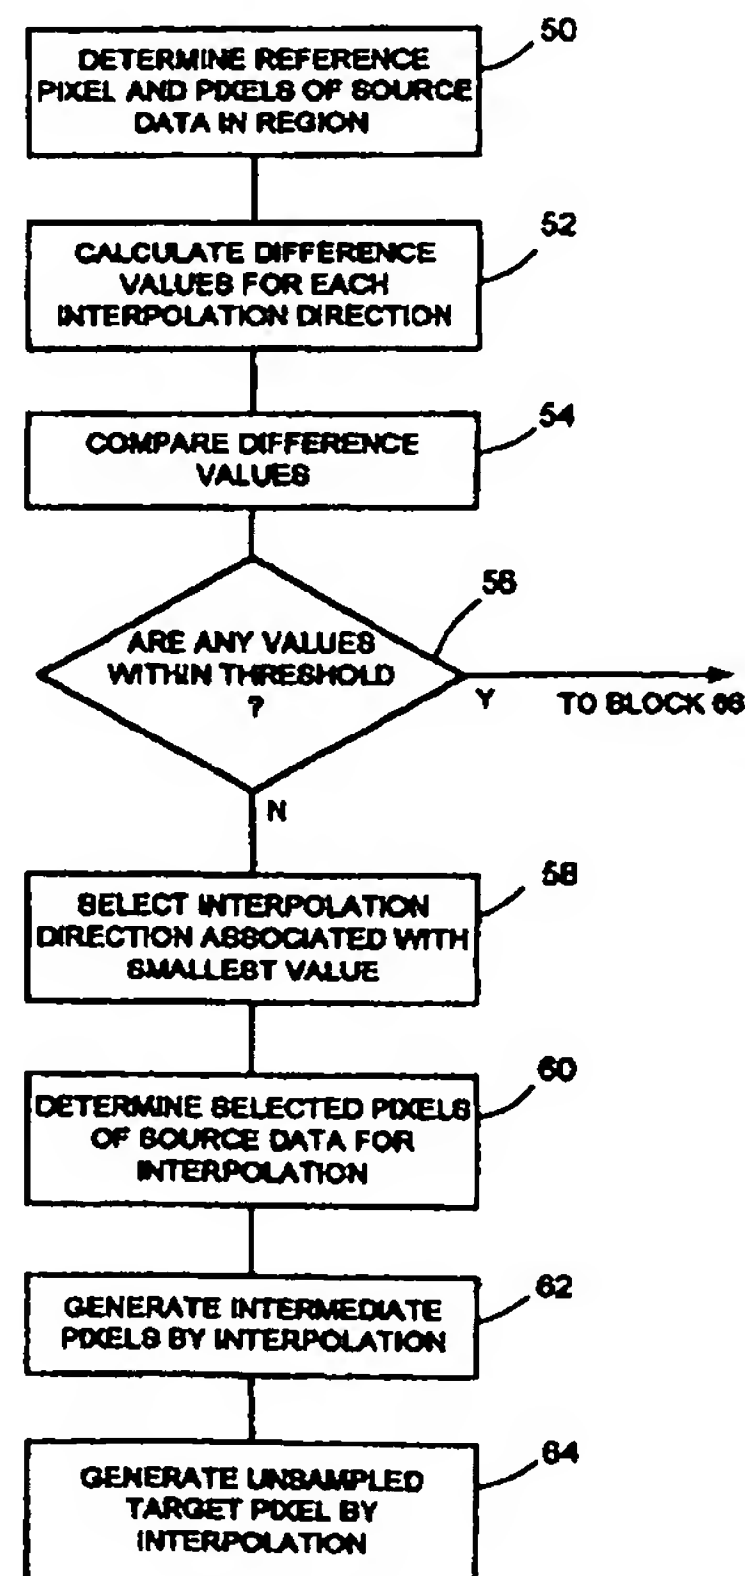 50
DETERMINE REFERENCE
PIXEL AND PIXELS OF SOURCE
DATA IN REGION
52
CALCULATE DIFFERENCE
VALUES FOR EACH
INTERPOLATION DIRECTION
54
COMPARE DIFFERENCE
VALUES
56
ARE ANY VALUES
WITHIN THRESHOLD
?
Y
TO BLOCK 66
N
58
SELECT INTERPOLATION
DIRECTION ASSOCIATED WITH
SMALLEST VALUE
60
DETERMINE SELECTED PIXELS
OF SOURCE DATA FOR
INTERPOLATION
62
GENERATE INTERMEDIATE
PIXELS BY INTERPOLATION
64
GENERATE UNSAMPLED
TARGET PIXEL BY
INTERPOLATION